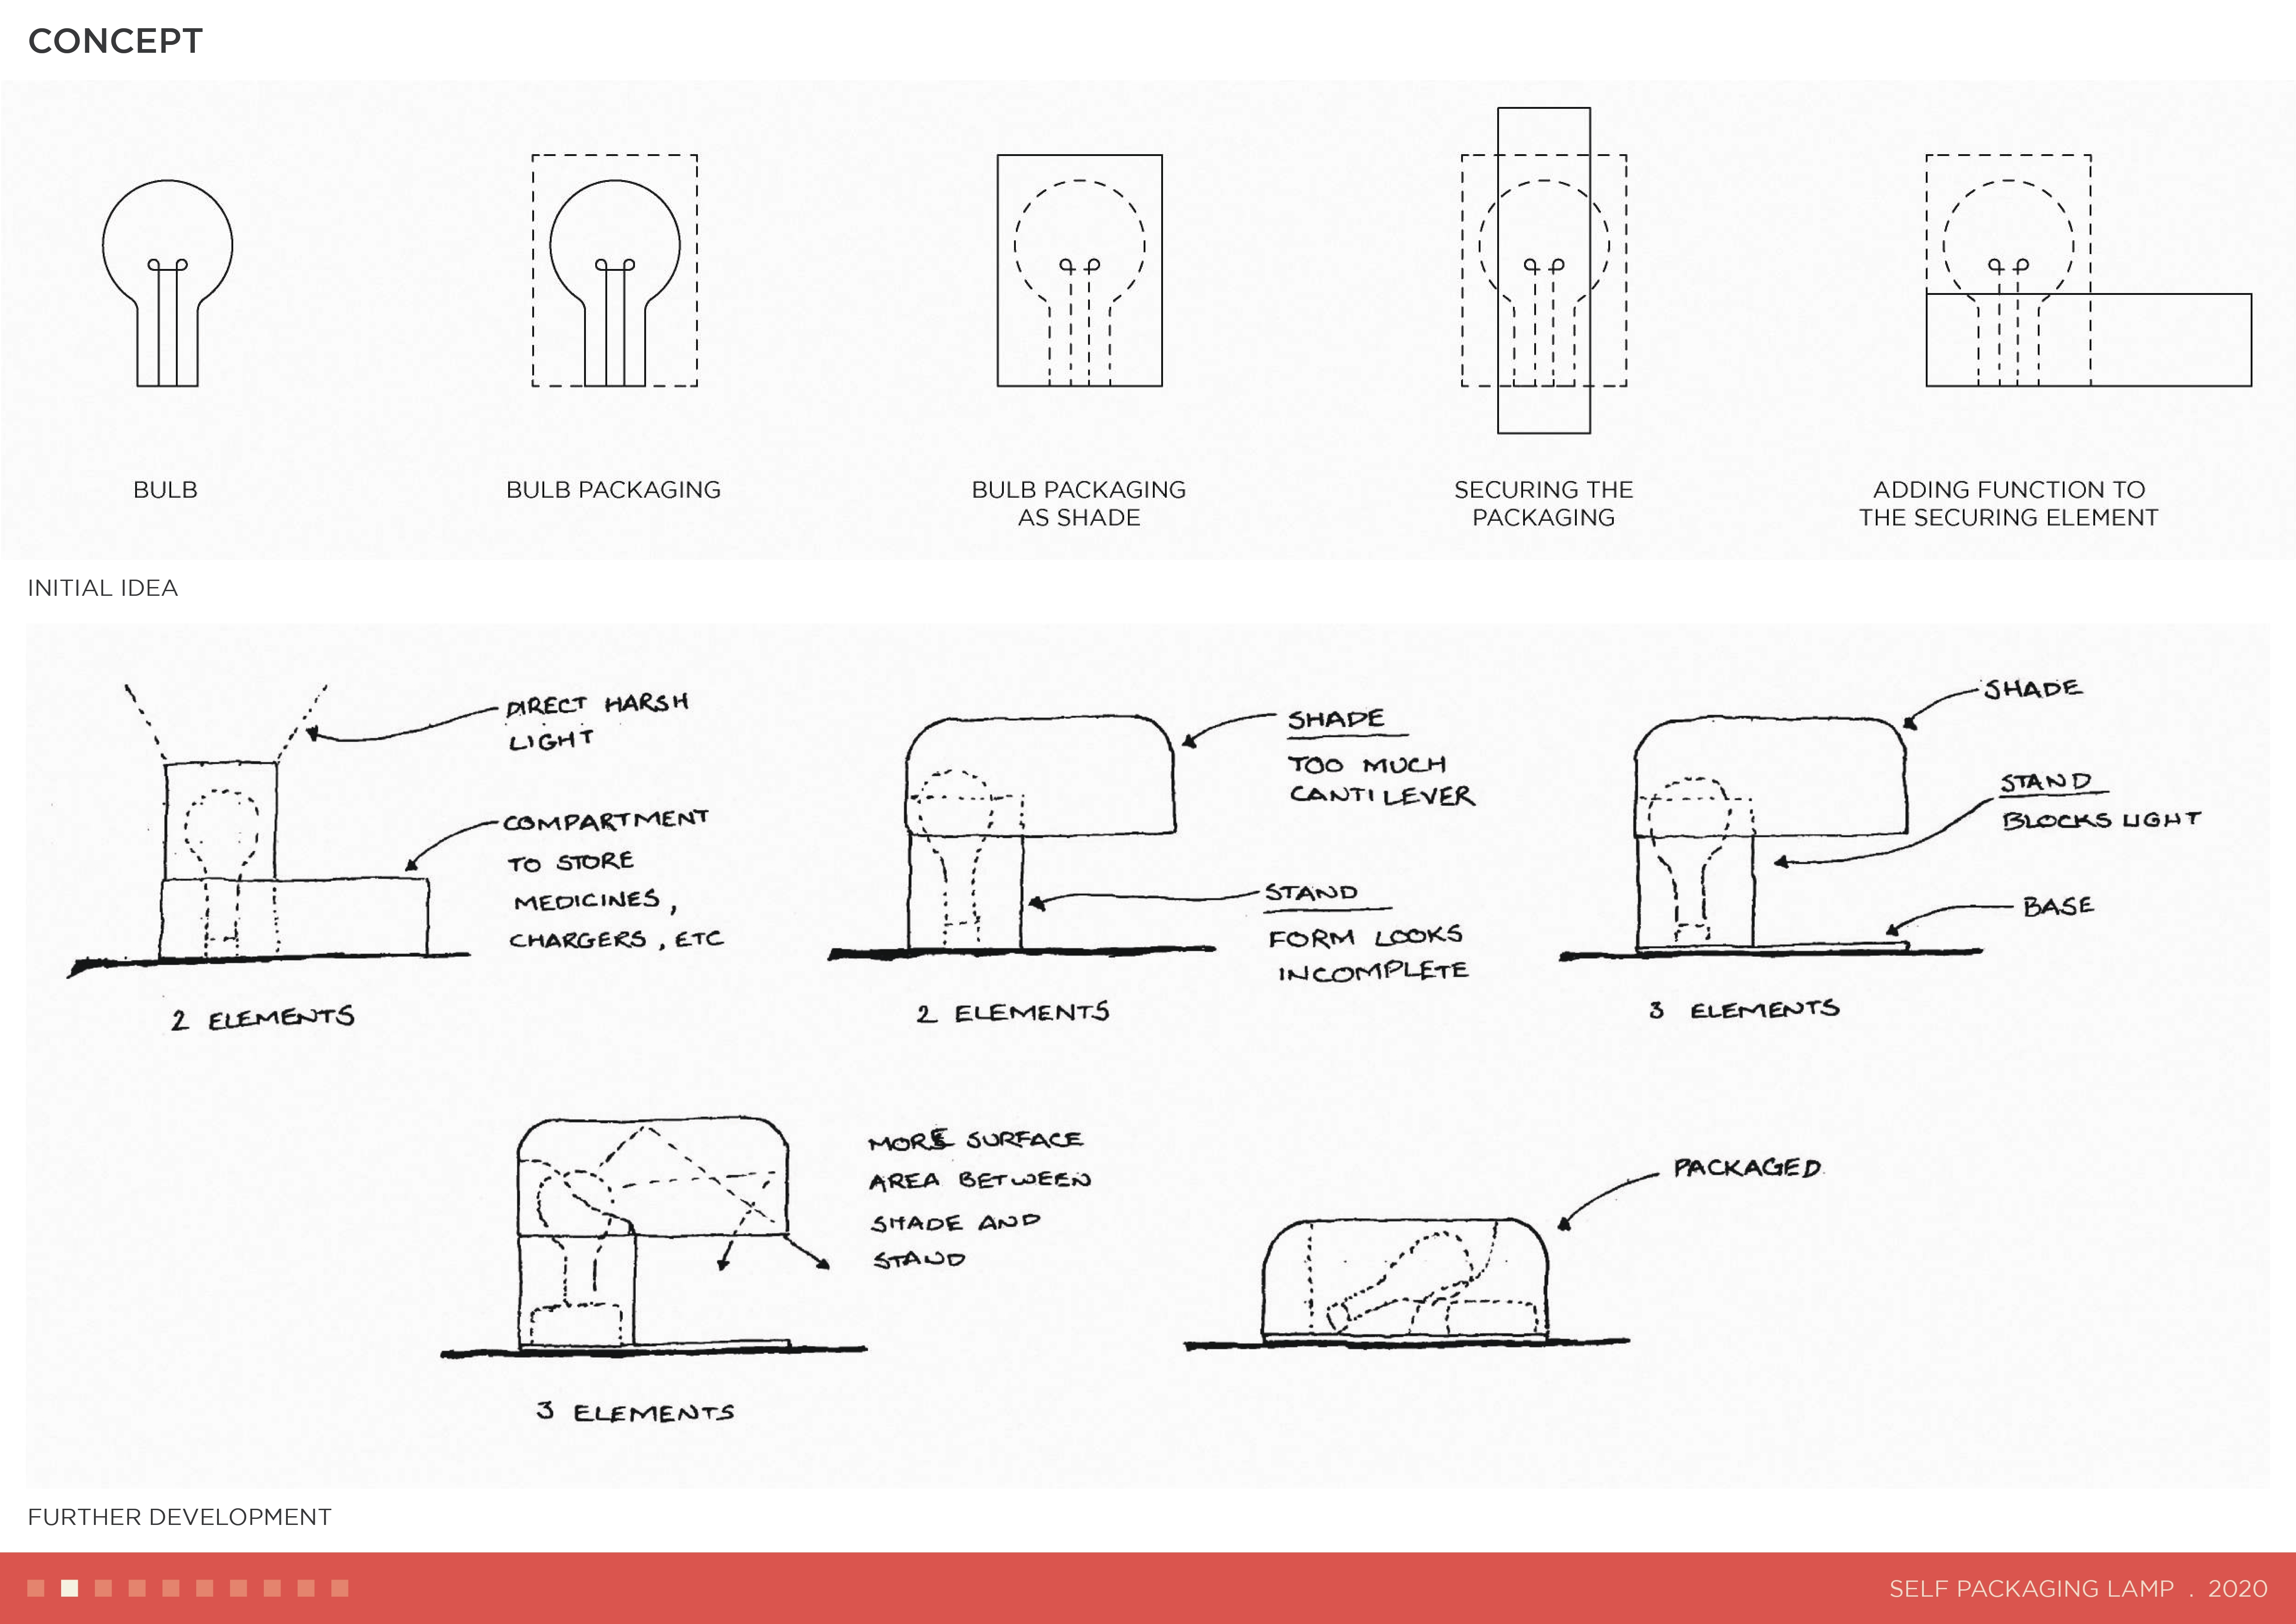 CONCEPT
BULB
BULB PACKAGING
BULB PACKAGING
AS SHADE
SECURING THE
PACKAGING
ADDING FUNCTION TO
THE SECURING ELEMENT
INITIAL IDEA
DIRECT HARSH
LIGHT
COMPARTMENT
TO STORE
MEDICINES,
CHARGERS, ETC
2 ELEMENTS
SHADE
TOO MUCH
CANTILEVER
STAND
FORM LOOKS
INCOMPLETE
2 ELEMENTS
SHADE
STAND
BLOCKS LIGHT
BASE
3 ELEMENTS
MORE SURFACE
AREA BETWEEN
SHADE AND
STAND
3 ELEMENTS
PACKAGED
FURTHER DEVELOPMENT
SELF PACKAGING LAMP . 2020